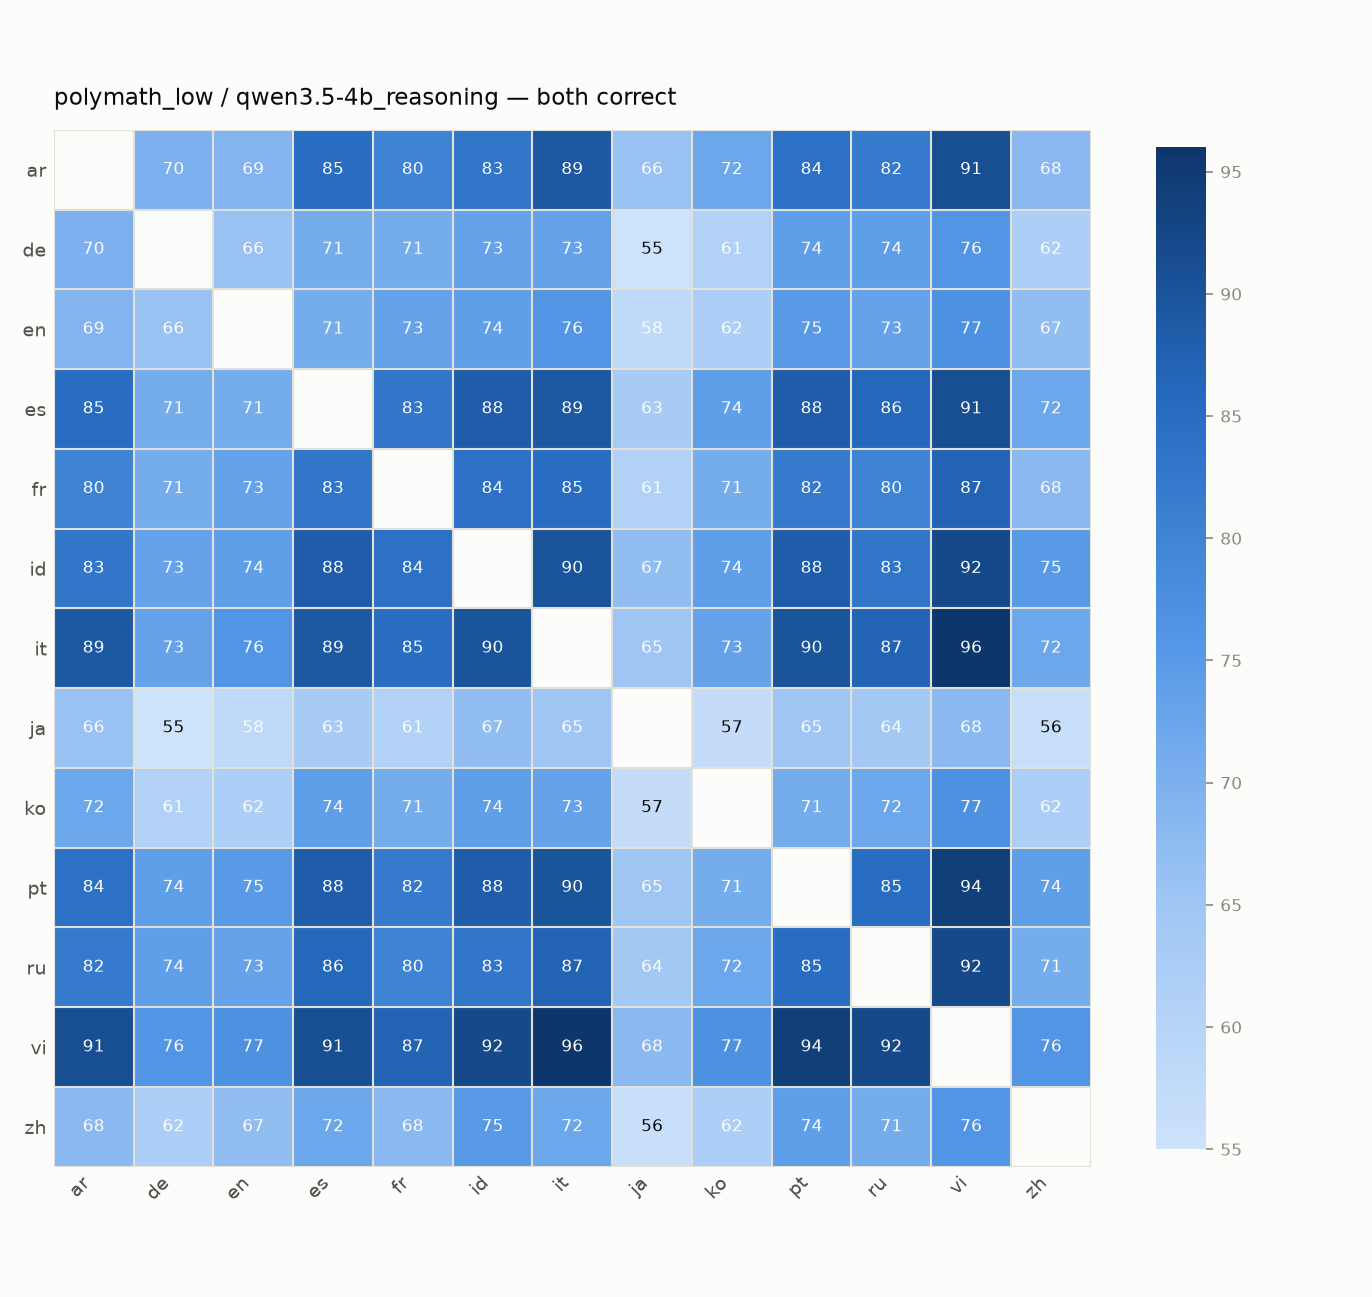 polymath_low / qwen3.5-4b_reasoning — both correct
ar 70 69 85 80 83 89 66 72 84 82 91 68
de 70 66 71 71 73 73 55 61 74 74 76 62
en 69 66 71 73 74 76 58 62 75 73 77 67
es 85 71 71 83 88 89 63 74 88 86 91 72
fr 80 71 73 83 84 85 61 71 82 80 87 68
id 83 73 74 88 84 90 67 74 88 83 92 75
it 89 73 76 89 85 90 65 73 90 87 96 72
ja 66 55 58 63 61 67 65 57 65 64 68 56
ko 72 61 62 74 71 74 73 57 71 72 77 62
pt 84 74 75 88 82 88 90 65 71 85 94 74
ru 82 74 73 86 80 83 87 64 72 85 92 71
vi 91 76 77 91 87 92 96 68 77 94 92 76
zh 68 62 67 72 68 75 72 56 62 74 71 76
ar de en es fr id it ja ko pt ru vi zh
95
90
85
80
75
70
65
60
55